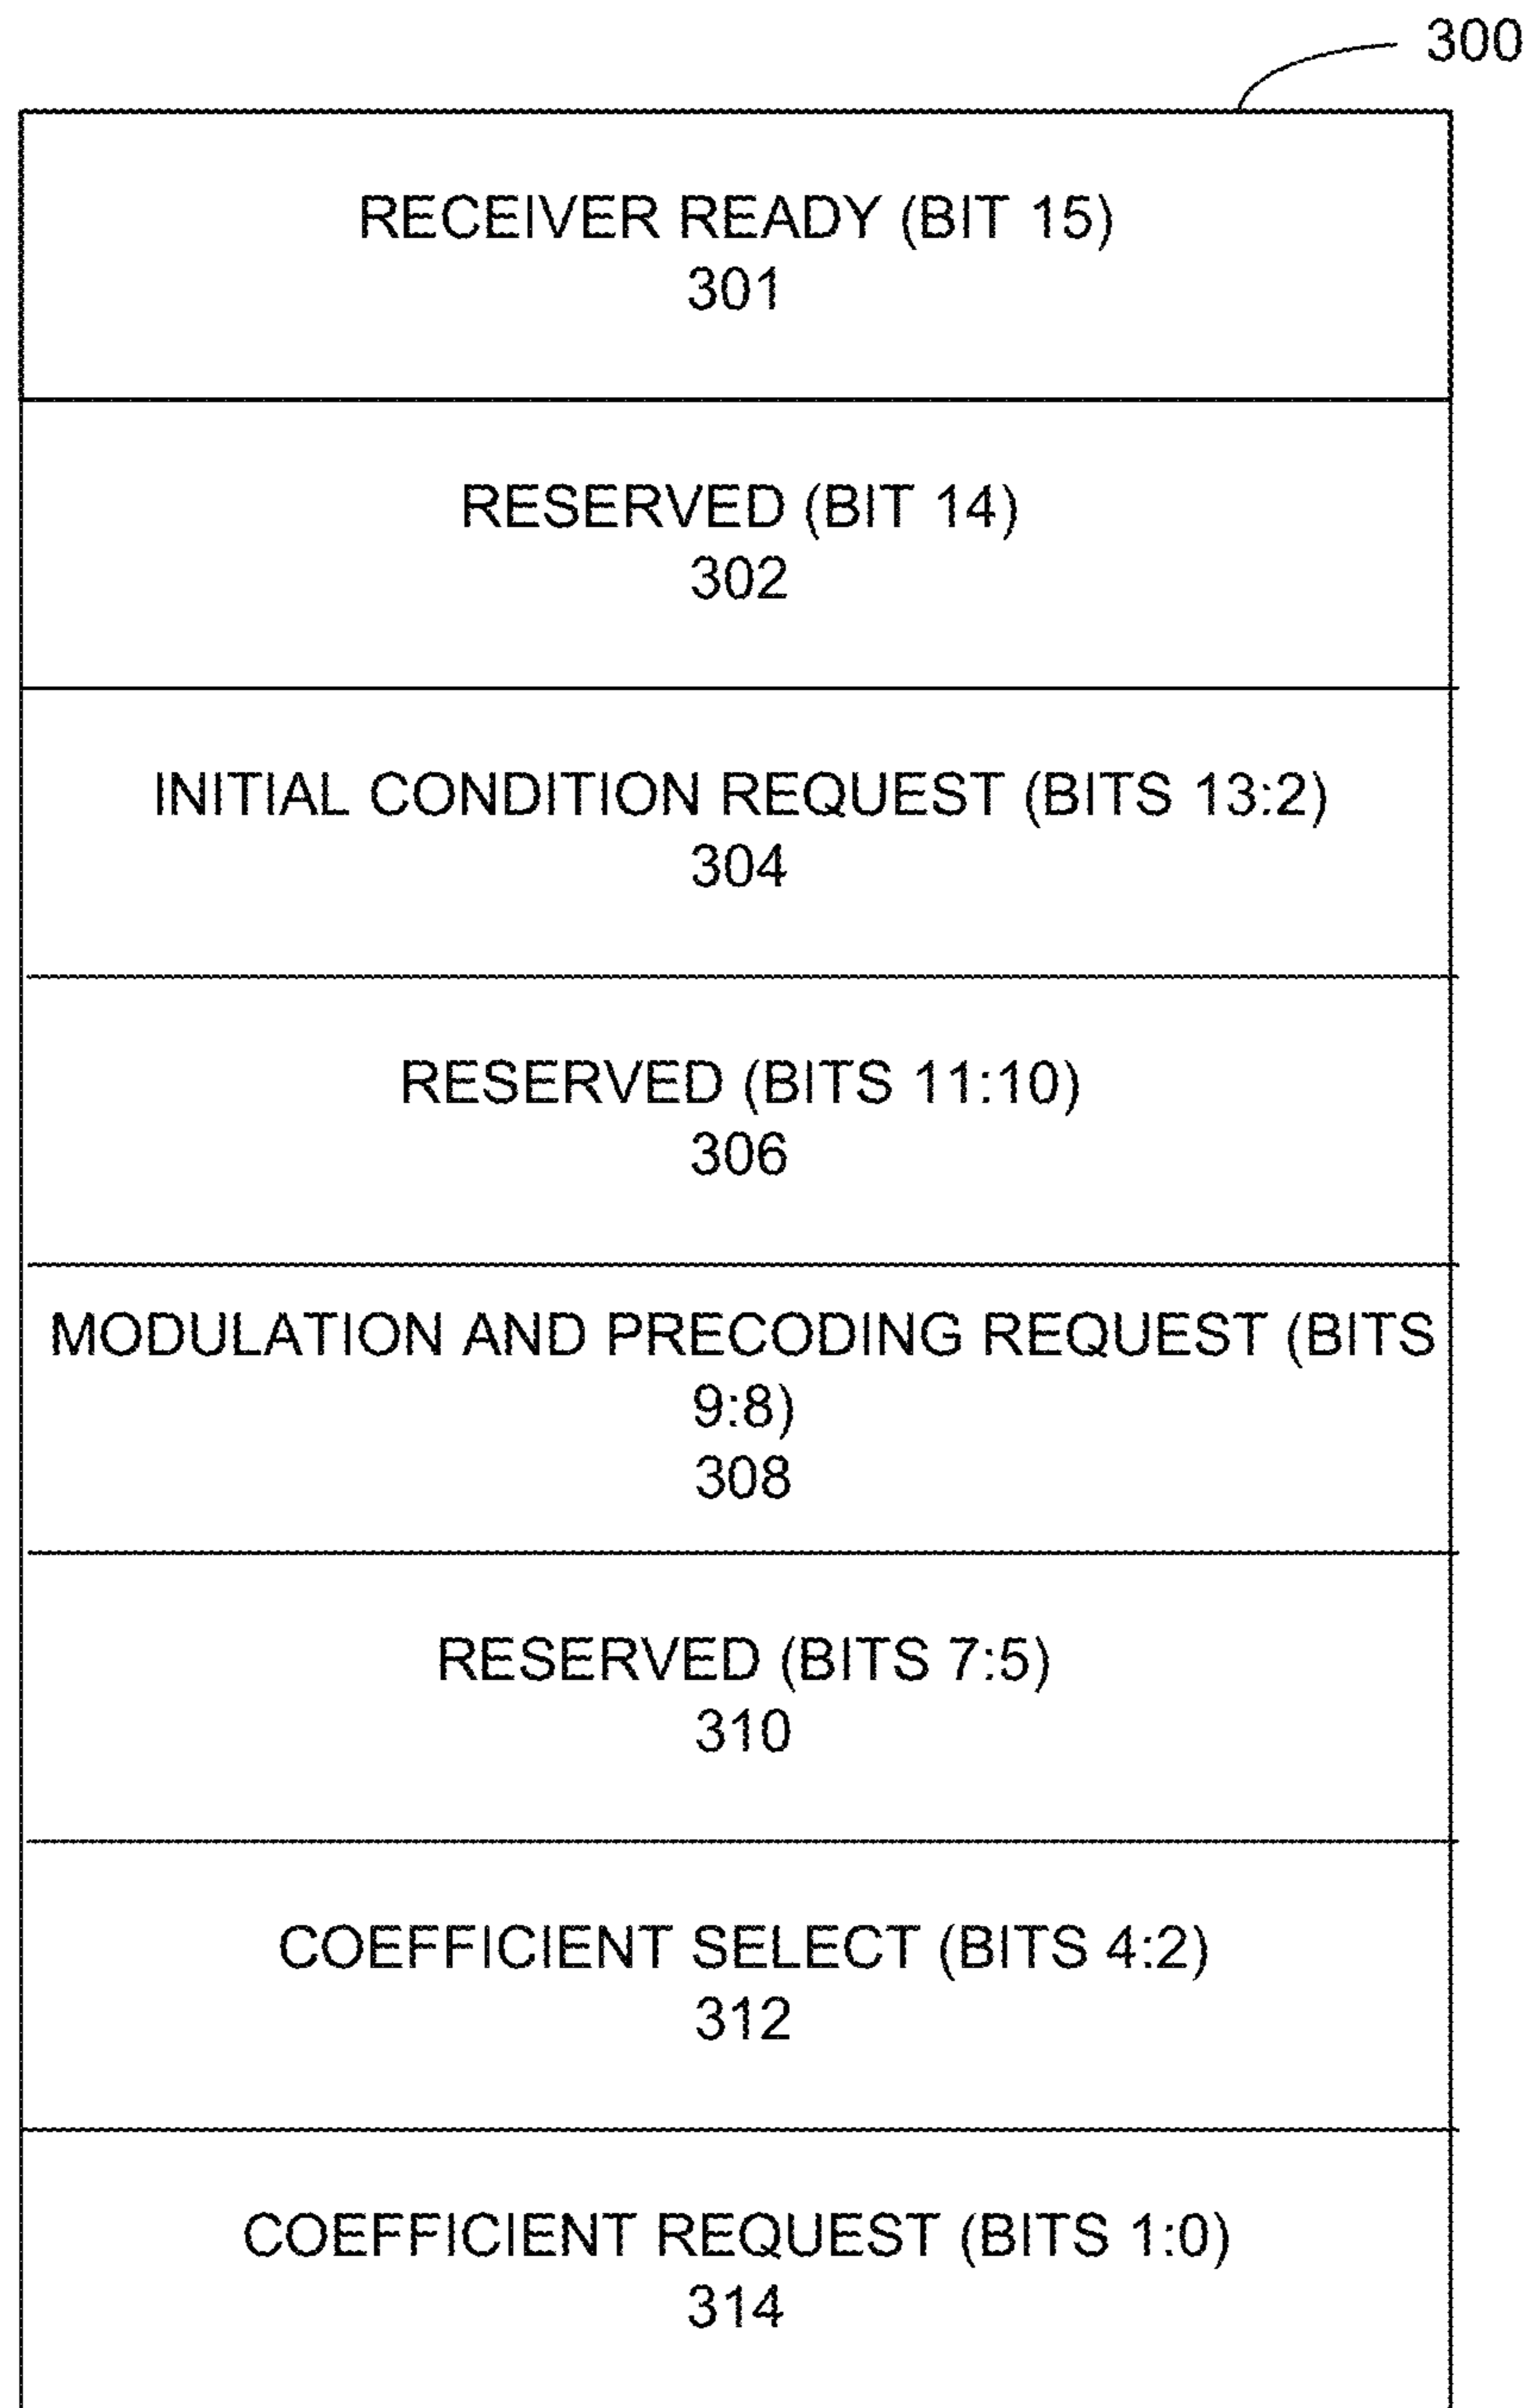 300
RECEIVER READY (BIT 15)
301
RESERVED (BIT 14)
302
INITIAL CONDITION REQUEST (BITS 13:2)
304
RESERVED (BITS 11:10)
306
MODULATION AND PRECODING REQUEST (BITS
9:8)
308
RESERVED (BITS 7:5)
310
COEFFICIENT SELECT (BITS 4:2)
312
COEFFICIENT REQUEST (BITS 1:0)
314